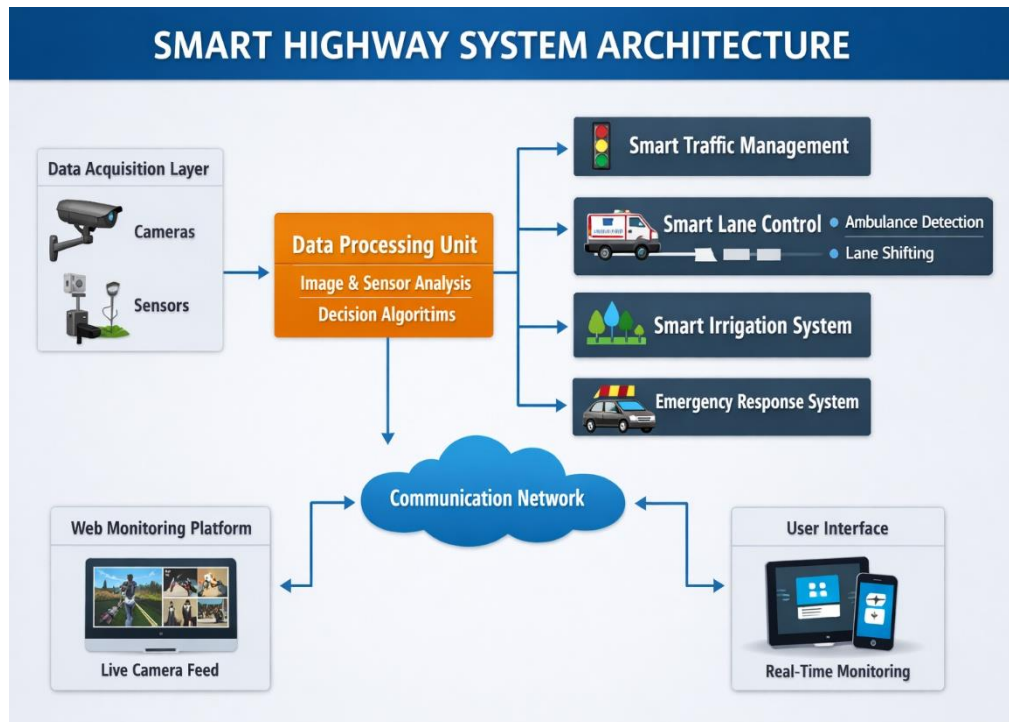 SMART HIGHWAY SYSTEM ARCHITECTURE
Data Acquisition Layer
Cameras
Sensors
Data Processing Unit
Image & Sensor Analysis
Decision Algoritims
Smart Traffic Management
Smart Lane Control
Ambulance Detection
Lane Shifting
Smart Irrigation System
Emergency Response System
Communication Network
Web Monitoring Platform
Live Camera Feed
User Interface
Real-Time Monitoring